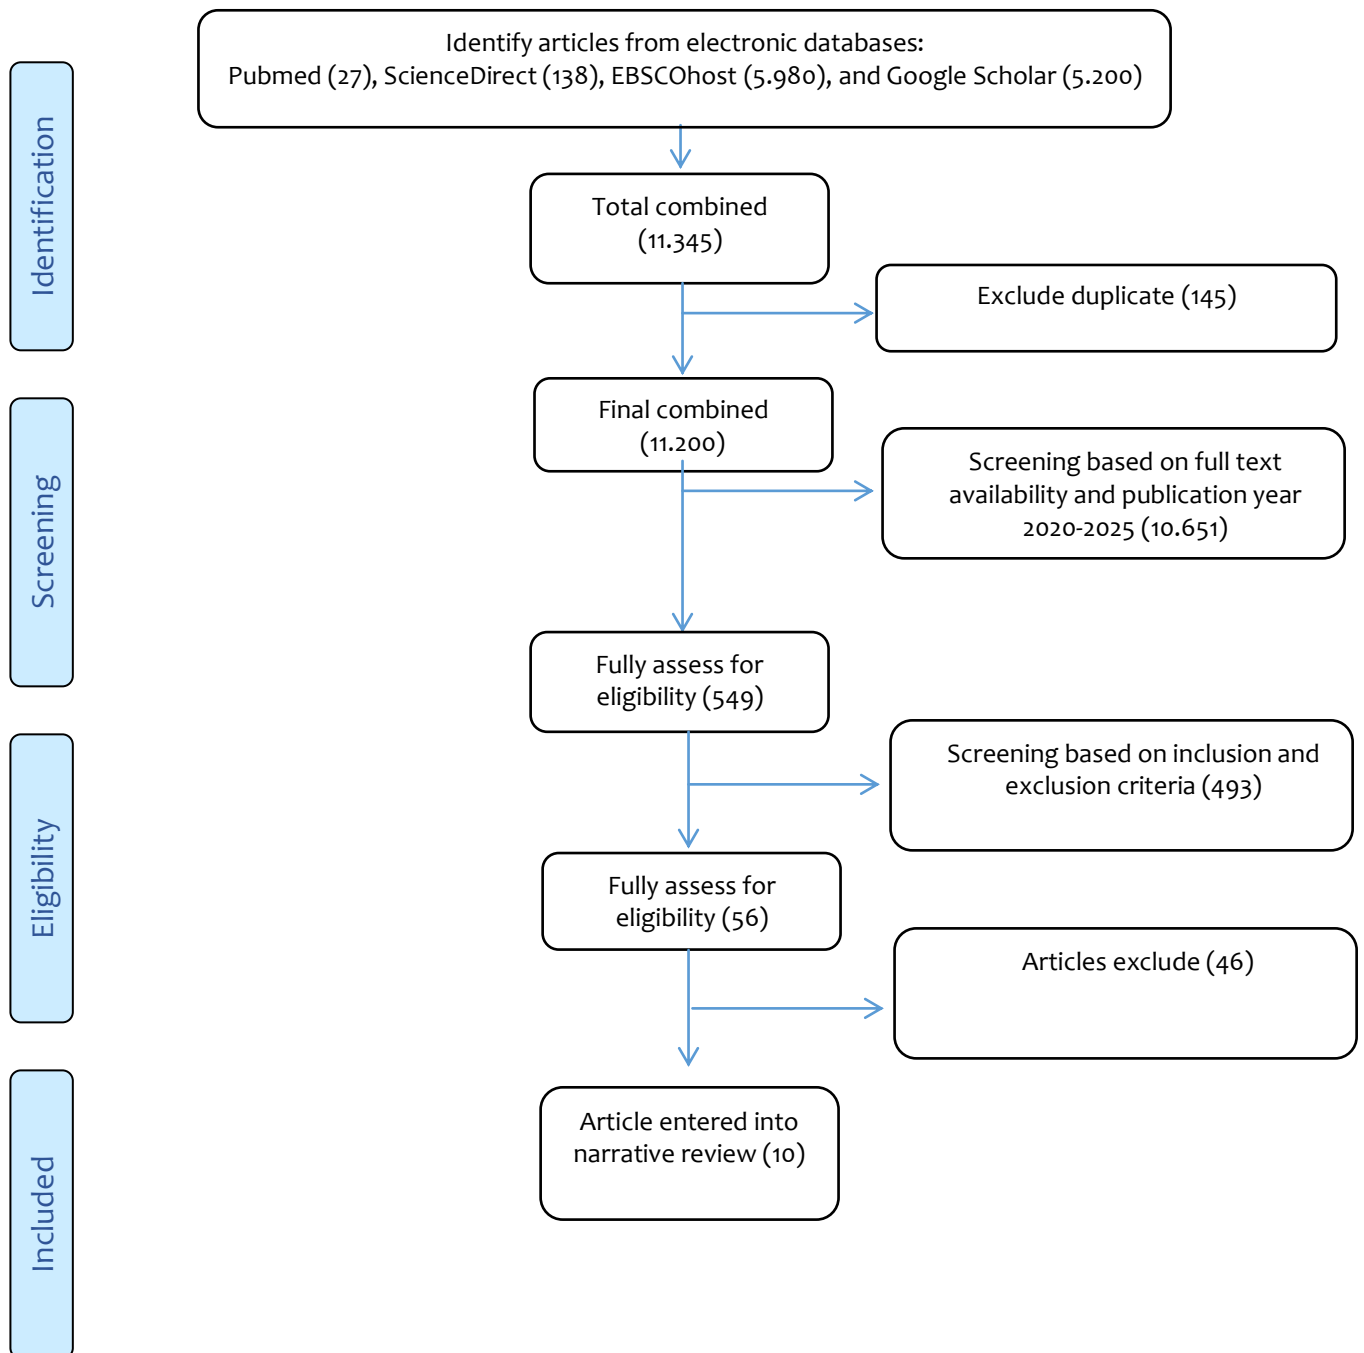 Identify articles from electronic databases:
Pubmed (27), ScienceDirect (138), EBSCOhost (5.980), and Google Scholar (5.200)
Identification
Total combined
(11.345)
Exclude duplicate (145)
Final combined
(11.200)
Screening
Screening based on full text
availability and publication year
2020-2025 (10.651)
Fully assess for
eligibility (549)
Eligibility
Screening based on inclusion and
exclusion criteria (493)
Fully assess for
eligibility (56)
Articles exclude (46)
Included
Article entered into
narrative review (10)